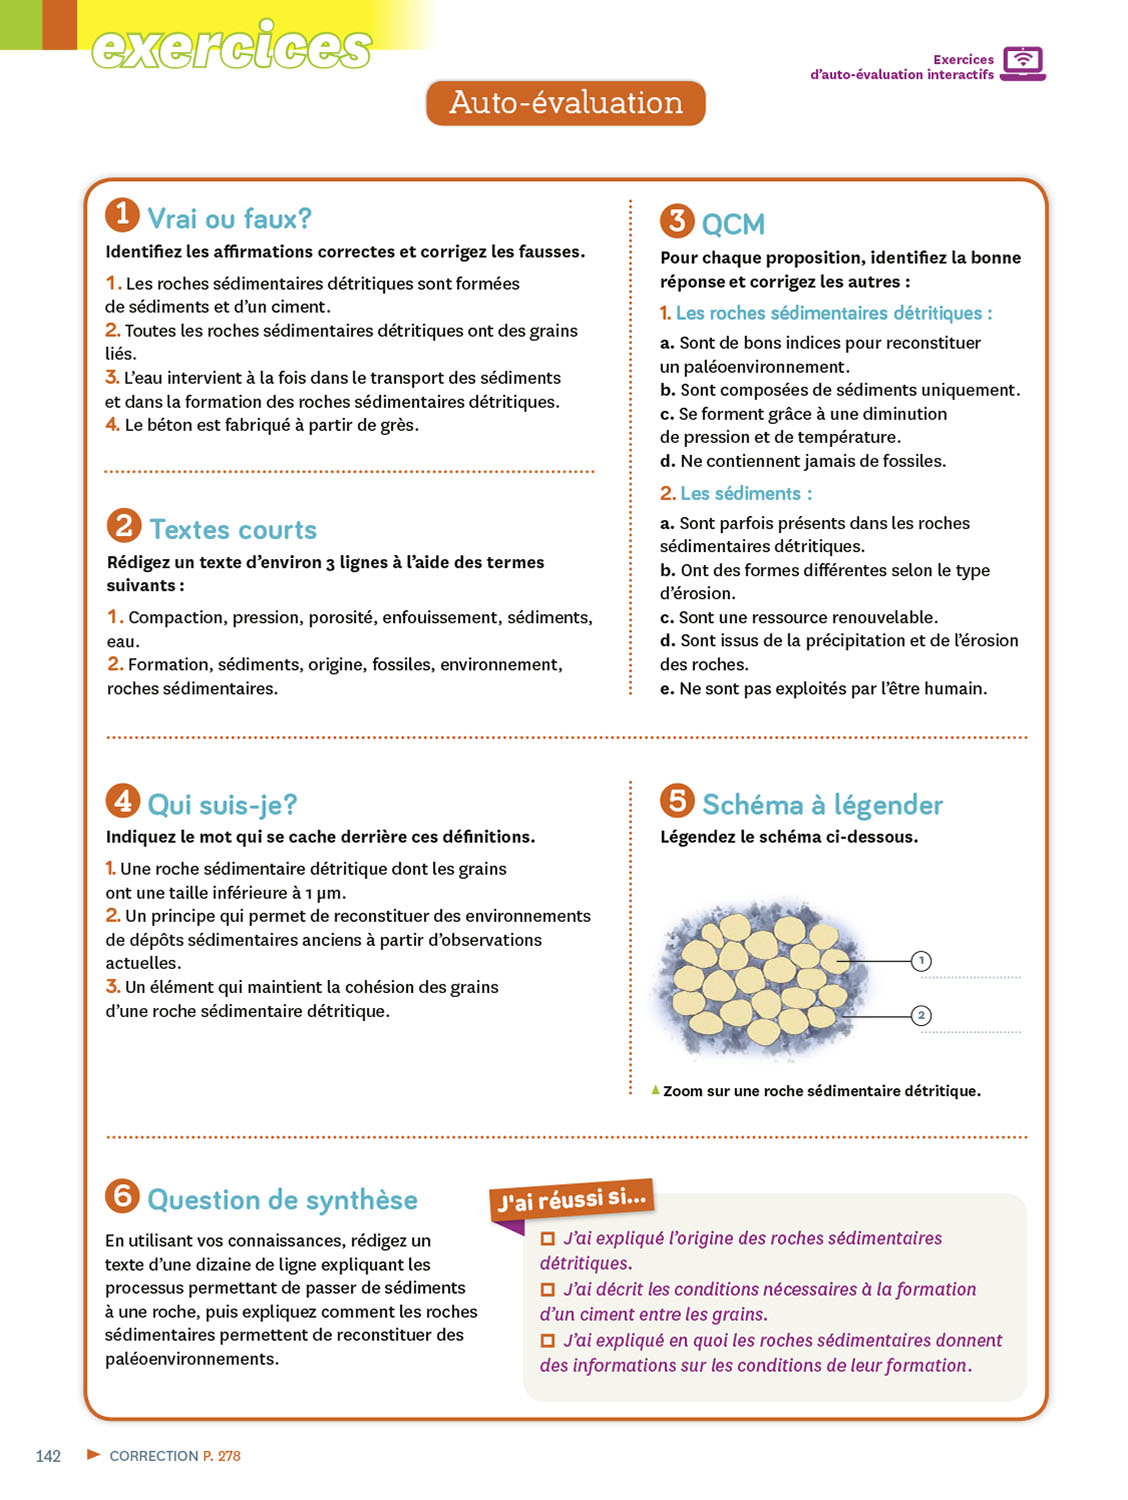 exercices
Exercices
d'auto-évaluation interactifs
Auto-évaluation
1 Vrai ou faux?
Identifiez les affirmations correctes et corrigez les fausses.
1. Les roches sédimentaires détritiques sont formées
de sédiments et d'un ciment.
2. Toutes les roches sédimentaires détritiques ont des grains
liés.
3. L'eau intervient à la fois dans le transport des sédiments
et dans la formation des roches sédimentaires détritiques.
4. Le béton est fabriqué à partir de grès.
2 Textes courts
Rédigez un texte d'environ 3 lignes à l'aide des termes
suivants :
1. Compaction, pression, porosité, enfouissement, sédiments,
eau.
2. Formation, sédiments, origine, fossiles, environnement,
roches sédimentaires.
3 QCM
Pour chaque proposition, identifiez la bonne
réponse et corrigez les autres :
1. Les roches sédimentaires détritiques :
a. Sont de bons indices pour reconstituer
un paléoenvironnement.
b. Sont composées de sédiments uniquement.
c. Se forment grâce à une diminution
de pression et de température.
d. Ne contiennent jamais de fossiles.
2. Les sédiments :
a. Sont parfois présents dans les roches
sédimentaires détritiques.
b. Ont des formes différentes selon le type
d'érosion.
c. Sont une ressource renouvelable.
d. Sont issus de la précipitation et de l'érosion
des roches.
e. Ne sont pas exploités par l'être humain.
4 Qui suis-je?
Indiquez le mot qui se cache derrière ces définitions.
1. Une roche sédimentaire détritique dont les grains
ont une taille inférieure à 1 µm.
2. Un principe qui permet de reconstituer des environnements
de dépôts sédimentaires anciens à partir d'observations
actuelles.
3. Un élément qui maintient la cohésion des grains
d'une roche sédimentaire détritique.
5 Schéma à légender
Légendez le schéma ci-dessous.
1
2
Zoom sur une roche sédimentaire détritique.
6 Question de synthèse
En utilisant vos connaissances, rédigez un
texte d'une dizaine de ligne expliquant les
processus permettant de passer de sédiments
à une roche, puis expliquez comment les roches
sédimentaires permettent de reconstituer des
paléoenvironnements.
J'ai réussi si...
J'ai expliqué l'origine des roches sédimentaires
détritiques.
J'ai décrit les conditions nécessaires à la formation
d'un ciment entre les grains.
J'ai expliqué en quoi les roches sédimentaires donnent
des informations sur les conditions de leur formation.
142 CORRECTION P. 278